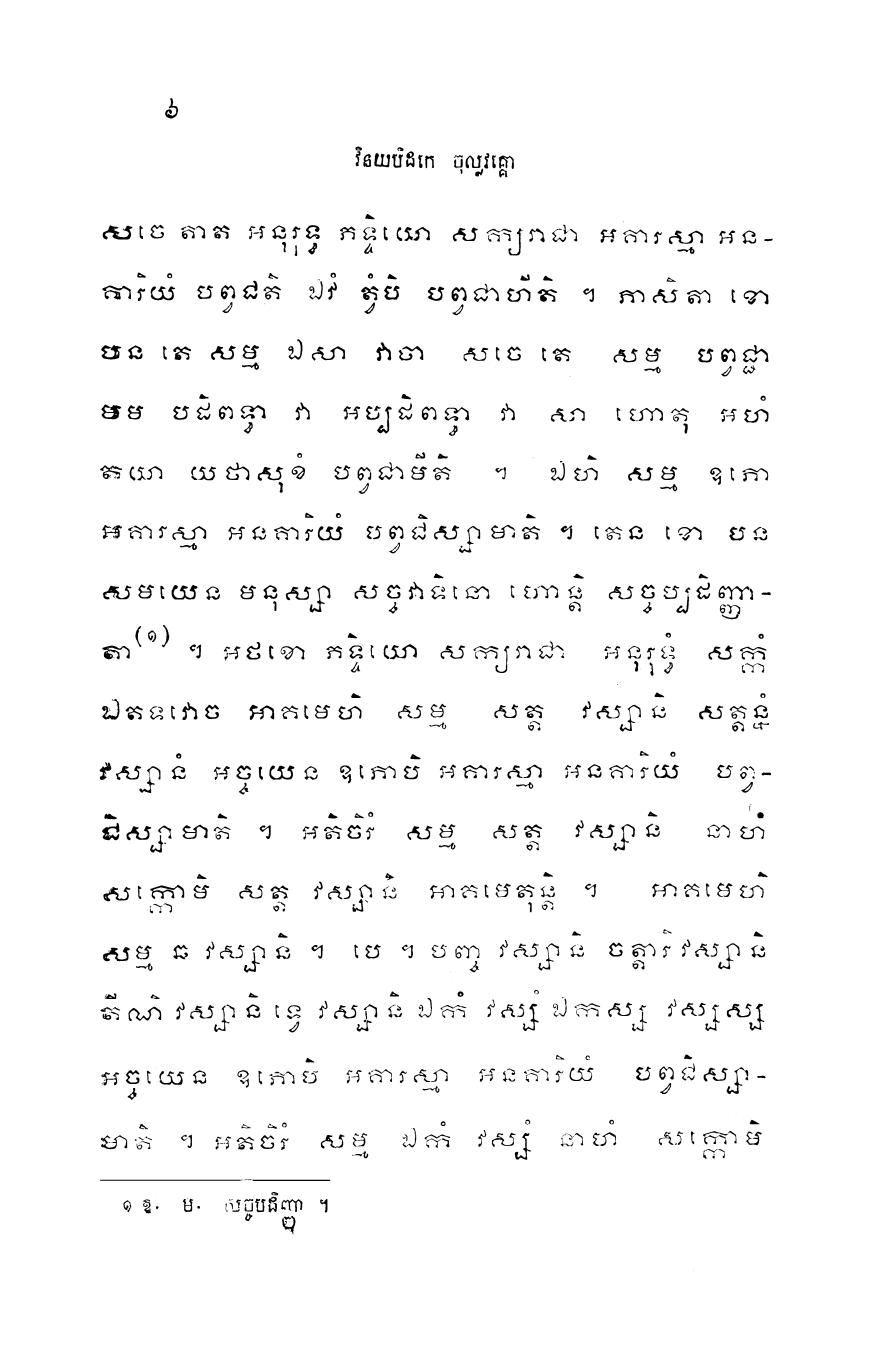 ៦
វិនយបិដកេ ចុល្លវគ្គោ
សចេ តាត អនុរុទ្ធ ភទ្ទិយោ សក្យរាជា អគារស្មា អន-
គារិយំ បព្វជតិ ឯវំ ត្វំបិ បព្វជាហីតិ ។ ភាសិតា ខោ
បន តេ សម្ម ឯសា វាចា សចេ តេ សម្ម បព្វជ្ជា
មម បដិពទ្ធា វា អប្បដិពទ្ធា វា សា ហោតុ អហំ
តយា យថាសុខំ បព្វជាមីតិ ។ ឯហិ សម្ម ឧភោ
អគារស្មា អនគារិយំ បព្វជិស្សាមាតិ ។ តេន ខោ បន
សមយេន មនុស្សា សច្ចវាទិនោ ហោន្តិ សច្ចប្បដិញ្ញា-
តា(១) ។ អថខោ ភទ្ទិយោ សក្យរាជា អនុរុទ្ធំ សក្កំ
ឯតទវោច អាគមេហិ សម្ម សត្ត វស្សានិ សត្តន្នំ
វស្សានំ អច្ចយេន ឧភោបិ អគារស្មា អនគារិយំ បព្វ-
ជិស្សាមាតិ ។ អតិចិរំ សម្ម សត្ត វស្សានិ នាហំ
សក្កោមិ សត្ត វស្សានិ អាគមេតុន្តិ ។ អាគមេហិ
សម្ម ឆ វស្សានិ ។ បេ ។ បញ្ច វស្សានិ ចត្តារិ វស្សានិ
តីណិ វស្សានិ ទ្វេ វស្សានិ ឯកំ វស្សំ ឯកស្ស វស្សស្ស
អច្ចយេន ឧភោបិ អគារស្មា អនគារិយំ បព្វជិស្សា-
មាតិ ។ អតិចិរំ សម្ម ឯកំ វស្សំ នាហំ សក្កោមិ
១ ឱ. ម. សច្ចបដិញ្ញា ។